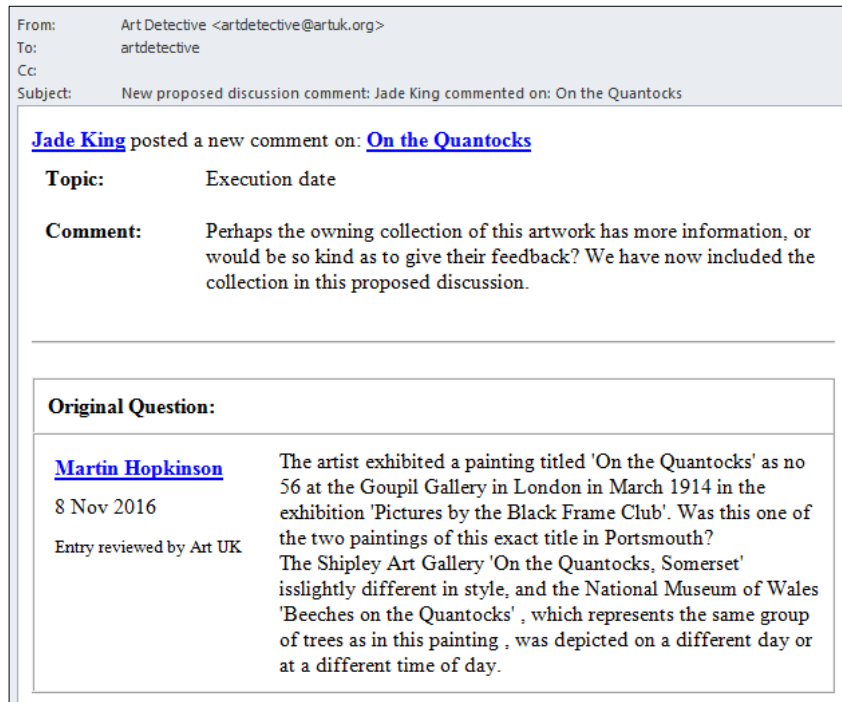 From: Art Detective <artdetective@artuk.org>
To: artdetective
Cc:
Subject: New proposed discussion comment: Jade King commented on: On the Quantocks
Jade King posted a new comment on: On the Quantocks
Topic: Execution date
Comment: Perhaps the owning collection of this artwork has more information, or
would be so kind as to give their feedback? We have now included the
collection in this proposed discussion.
Original Question:
Martin Hopkinson
8 Nov 2016
Entry reviewed by Art UK
The artist exhibited a painting titled 'On the Quantocks' as no
56 at the Goupil Gallery in London in March 1914 in the
exhibition 'Pictures by the Black Frame Club'. Was this one of
the two paintings of this exact title in Portsmouth?
The Shipley Art Gallery 'On the Quantocks, Somerset'
isslightly different in style, and the National Museum of Wales
'Beeches on the Quantocks' , which represents the same group
of trees as in this painting , was depicted on a different day or
at a different time of day.